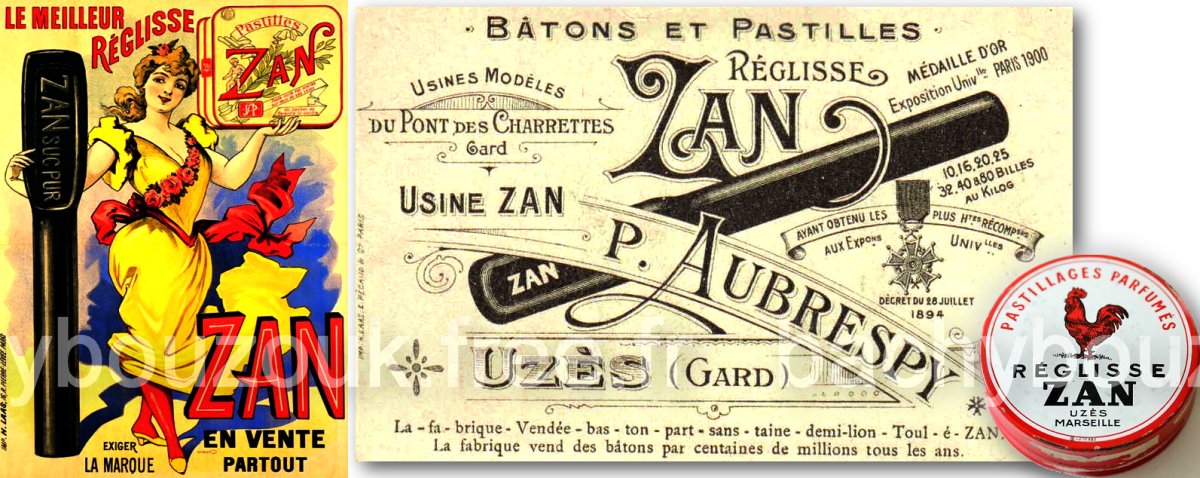 LE MEILLEUR
RÉGLISSE
Pastilles
ZAN
ZAN SUC PUR
ZAN
EXIGER
LA MARQUE
EN VENTE
PARTOUT
BÂTONS ET PASTILLES
RÉGLISSE
ZAN
USINES MODÈLES
DU PONT DES CHARRETTES
Gard
USINE ZAN
MÉDAILLE D'OR
Exposition Univlle PARIS 1900
10,16,20,25
32,40 à 80 BILLES
AU KILOG
AYANT OBTENU LES PLUS HTES RÉCOMPSES
AUX EXPONS UNIVLLES
DÉCRET DU 28 JUILLET
1894
ZAN
P. AUBRESPY
UZÈS (GARD)
La - fa - brique - Vendée - bas - ton - part - sans - taine - demi-lion - Toul - é - ZAN.
La fabrique vend des bâtons par centaines de millions tous les ans.
PASTILLAGES PARFUMÉS
RÉGLISSE
ZAN
UZÈS
MARSEILLE